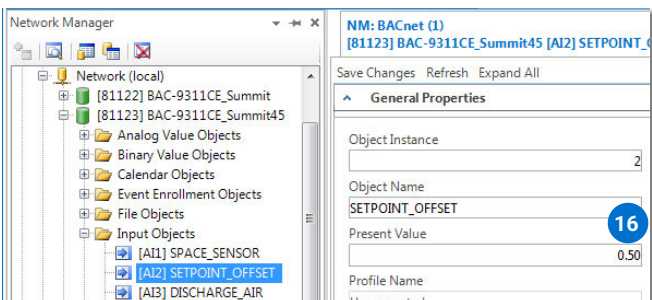 Network Manager
Network (local)
[81122] BAC-9311CE_Summit
[81123] BAC-9311CE_Summit45
Analog Value Objects
Binary Value Objects
Calendar Objects
Event Enrollment Objects
File Objects
Input Objects
[AI1] SPACE_SENSOR
[AI2] SETPOINT_OFFSET
[AI3] DISCHARGE_AIR
NM: BACnet (1)
[81123] BAC-9311CE_Summit45 [AI2] SETPOINT_
Save Changes Refresh Expand All
General Properties
Object Instance
2
Object Name
SETPOINT_OFFSET
16
Present Value
0.50
Profile Name